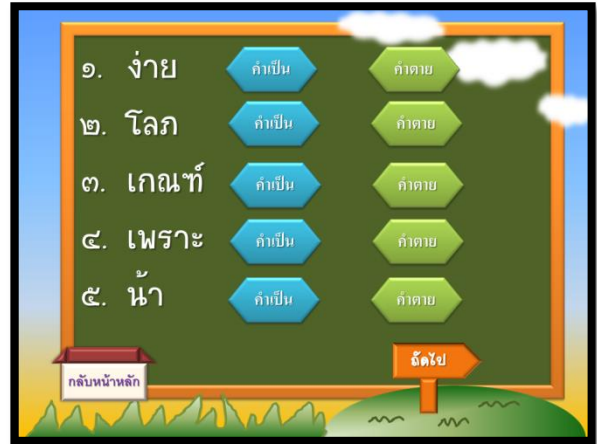 ๑. ง่าย คำเป็น คำตาย
๒. โลภ คำเป็น คำตาย
๓. เกณฑ์ คำเป็น คำตาย
๔. เพราะ คำเป็น คำตาย
๕. น้ำ คำเป็น คำตาย
ถัดไป
กลับหน้าหลัก